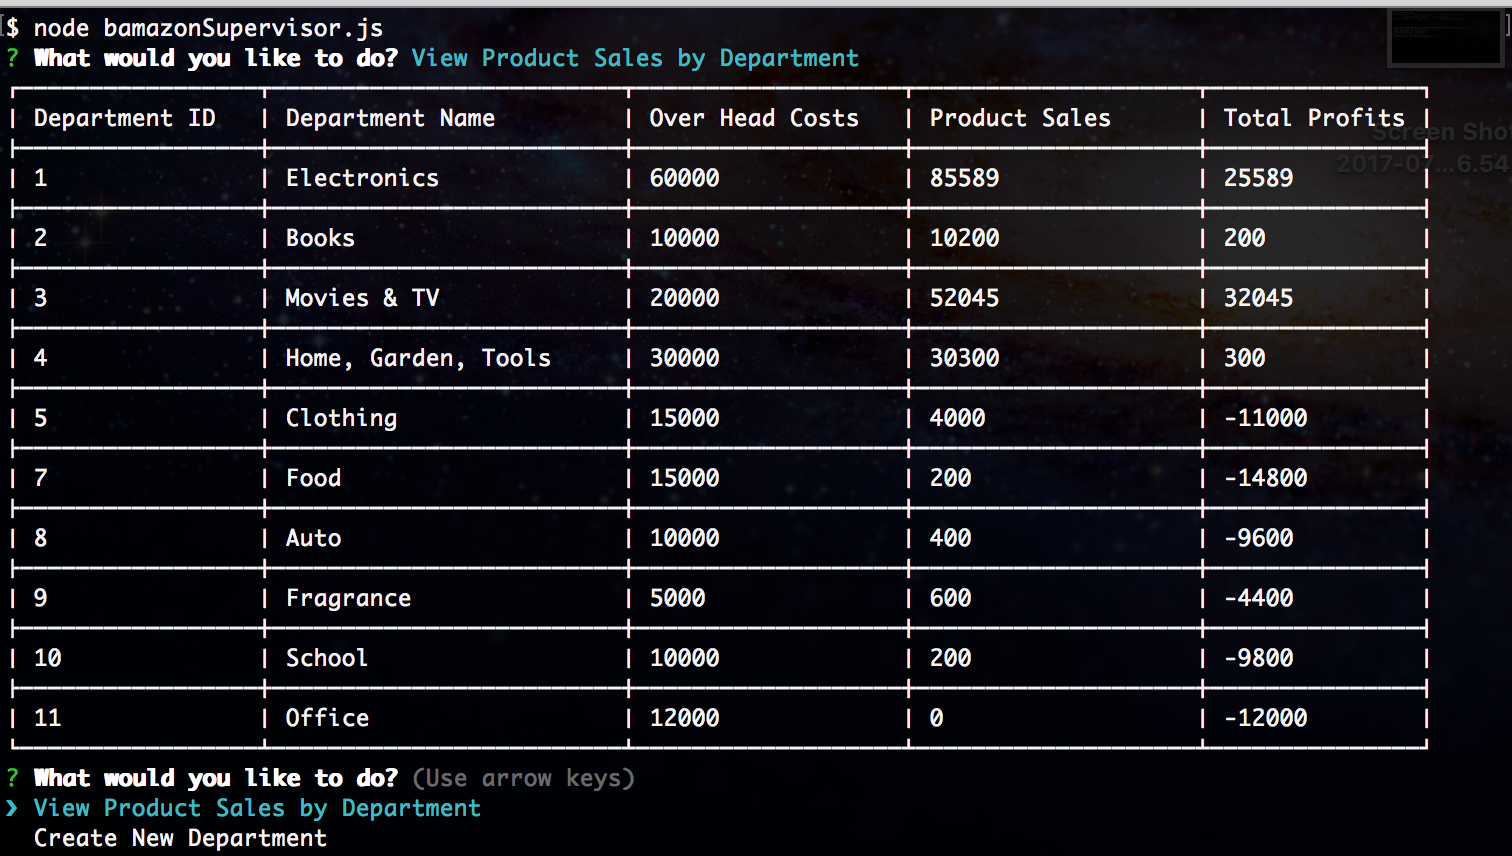 $ node bamazonSupervisor.js
? What would you like to do? View Product Sales by Department
Department ID Department Name Over Head Costs Product Sales Total Profits
1 Electronics 60000 85589 25589
2 Books 10000 10200 200
3 Movies & TV 20000 52045 32045
4 Home, Garden, Tools 30000 30300 300
5 Clothing 15000 4000 -11000
7 Food 15000 200 -14800
8 Auto 10000 400 -9600
9 Fragrance 5000 600 -4400
10 School 10000 200 -9800
11 Office 12000 0 -12000
Screen Sho
2017-07...6.54
? What would you like to do? (Use arrow keys)
❯ View Product Sales by Department
Create New Department